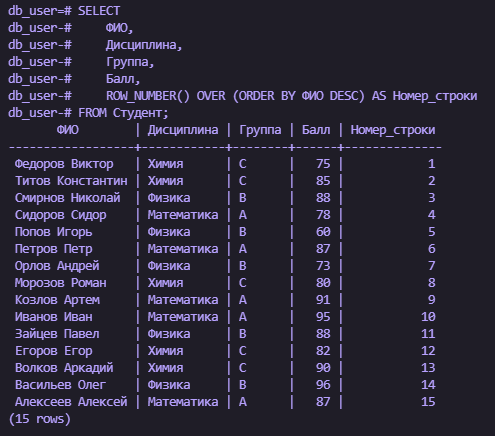 db_user=# SELECT
db_user-#     ФИО,
db_user-#     Дисциплина,
db_user-#     Группа,
db_user-#     Балл,
db_user-#     ROW_NUMBER() OVER (ORDER BY ФИО DESC) AS Номер_строки
db_user-# FROM Студент;
       ФИО        | Дисциплина | Группа | Балл | Номер_строки
------------------+------------+--------+------+--------------
 Федоров Виктор   | Химия      | C      |   75 |            1
 Титов Константин | Химия      | C      |   85 |            2
 Смирнов Николай  | Физика     | B      |   88 |            3
 Сидоров Сидор    | Математика | A      |   78 |            4
 Попов Игорь      | Физика     | B      |   60 |            5
 Петров Петр      | Математика | A      |   87 |            6
 Орлов Андрей     | Физика     | B      |   73 |            7
 Морозов Роман    | Химия      | C      |   80 |            8
 Козлов Артем     | Математика | A      |   91 |            9
 Иванов Иван      | Математика | A      |   95 |           10
 Зайцев Павел     | Физика     | B      |   88 |           11
 Егоров Егор      | Химия      | C      |   82 |           12
 Волков Аркадий   | Химия      | C      |   90 |           13
 Васильев Олег    | Физика     | B      |   96 |           14
 Алексеев Алексей | Математика | A      |   87 |           15
(15 rows)